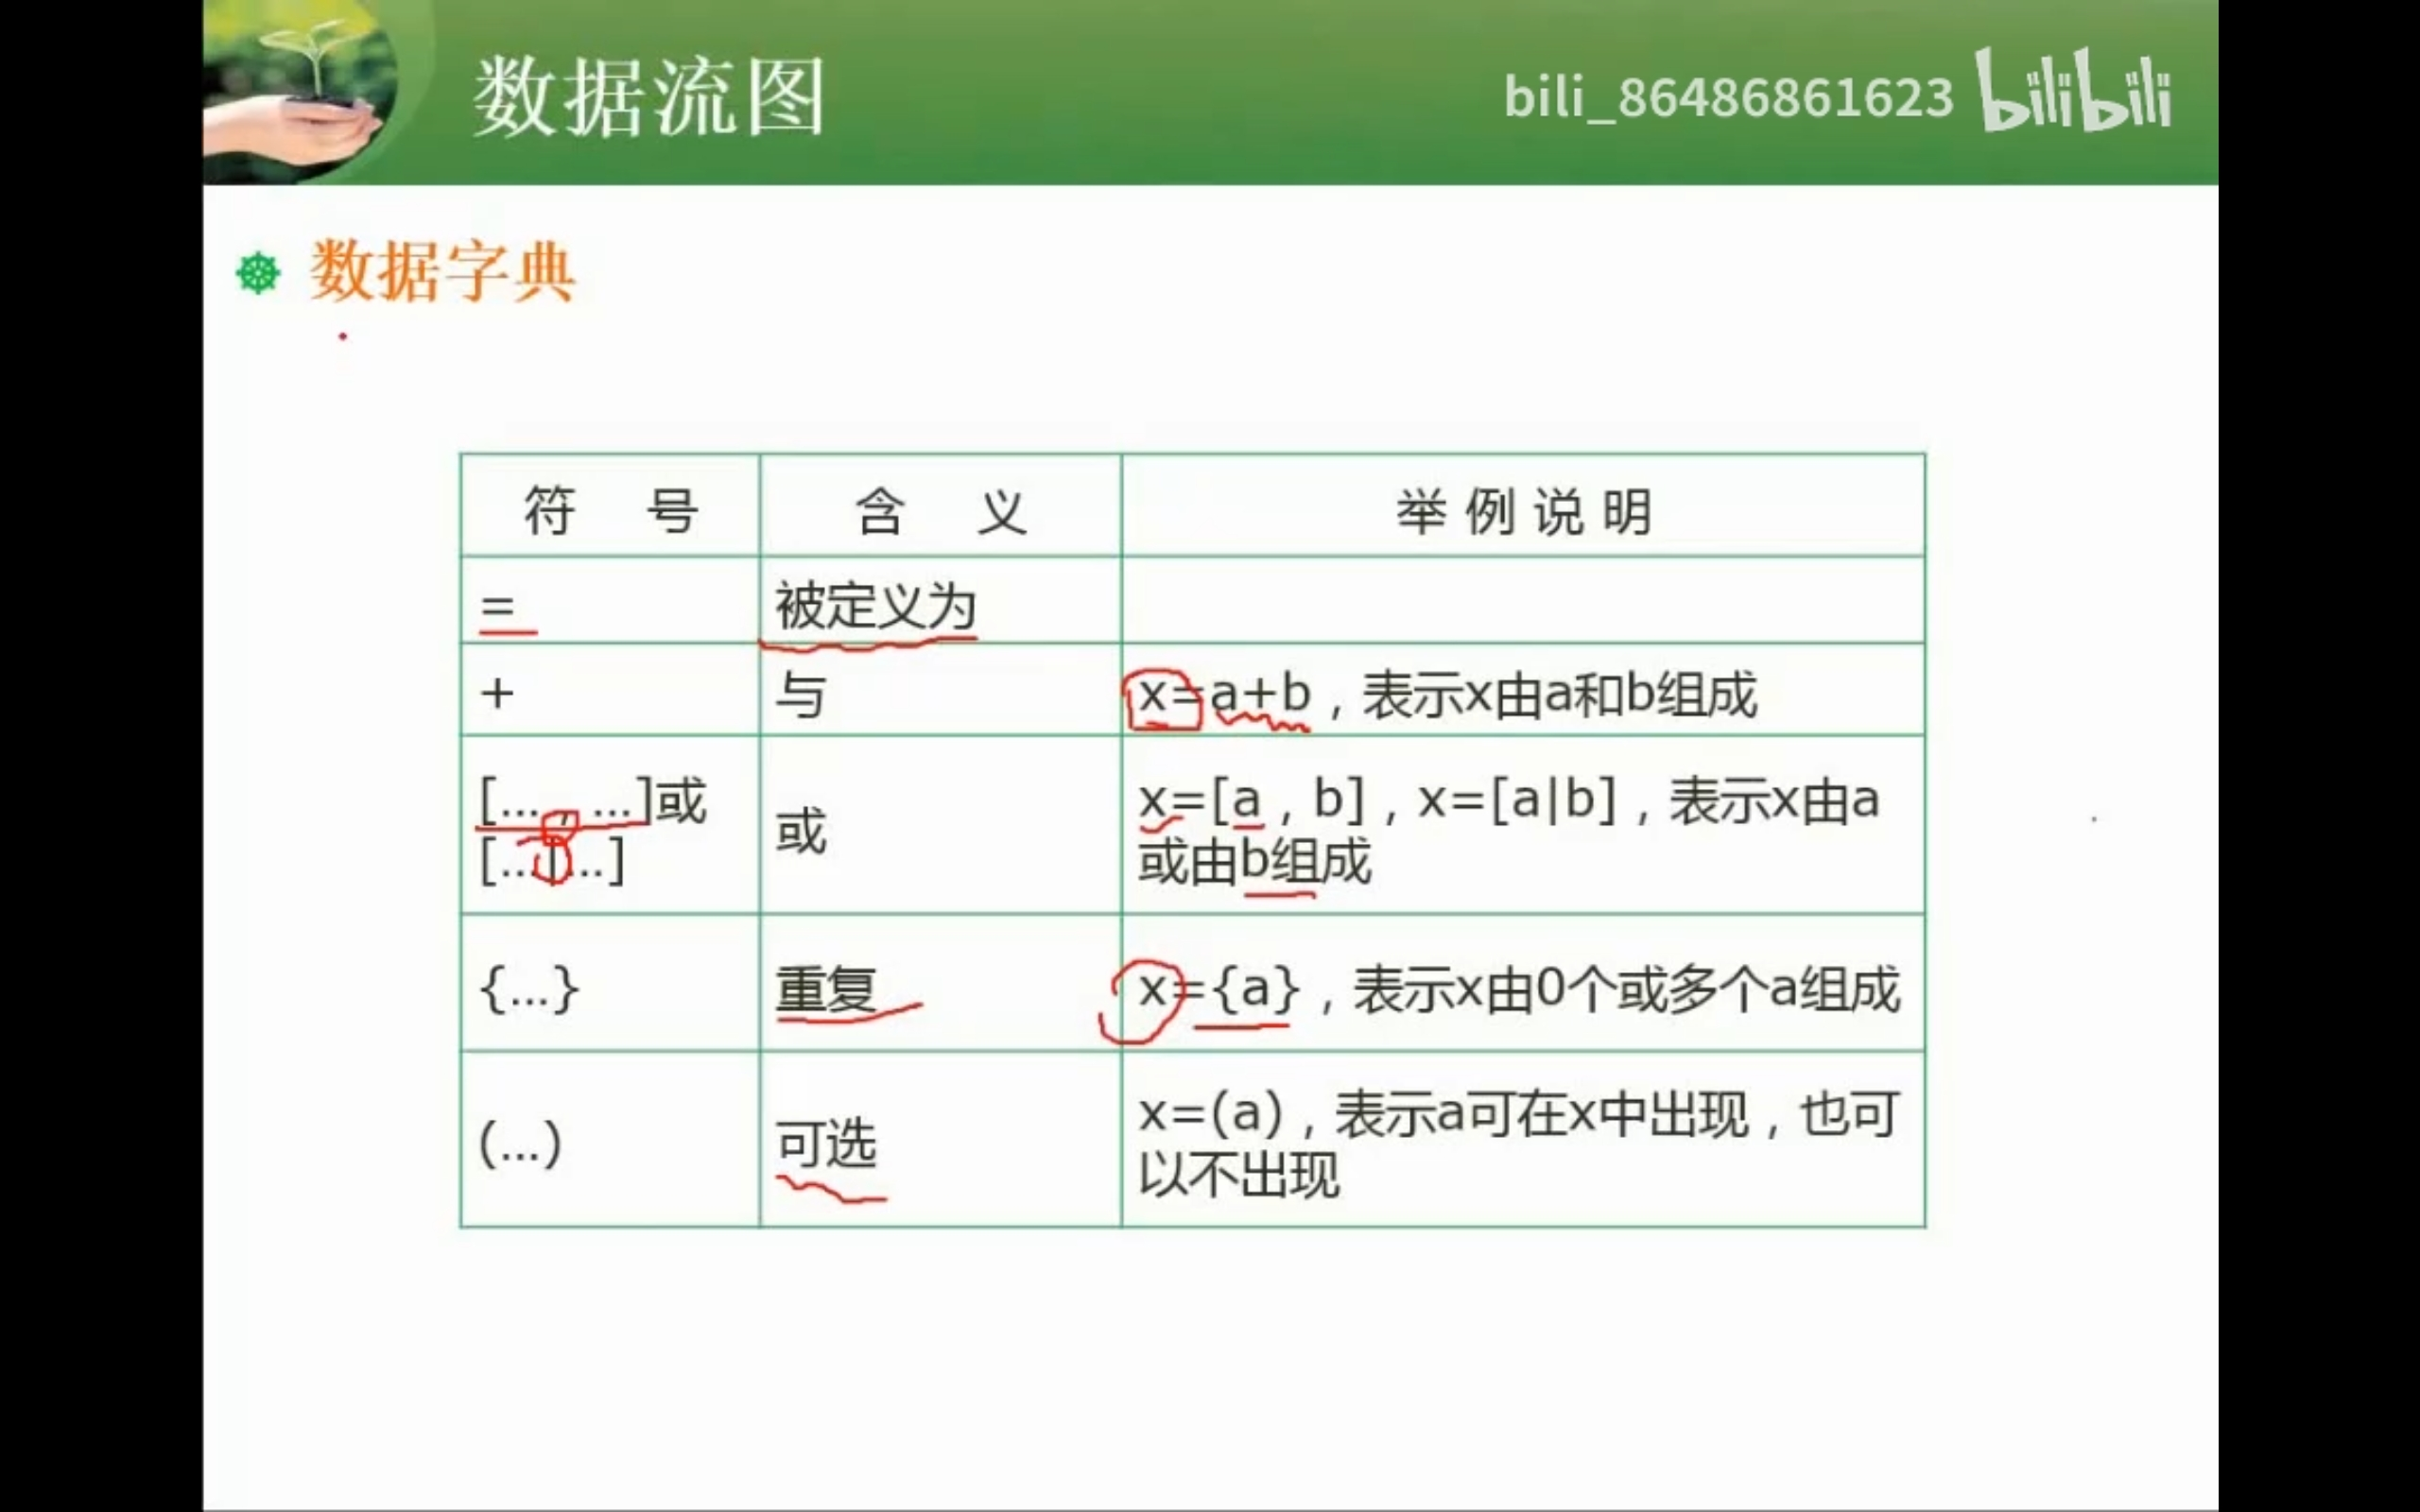 数据流图
bili_86486861623 bilibili
数据字典
符 号 含 义 举例说明
= 被定义为
+ 与 x=a+b，表示x由a和b组成
[…，…]或
[…|…]
或
x=[a，b]，x=[a|b]，表示x由a
或由b组成
{…} 重复 x={a}，表示x由0个或多个a组成
(…) 可选
x=(a)，表示a可在x中出现，也可
以不出现